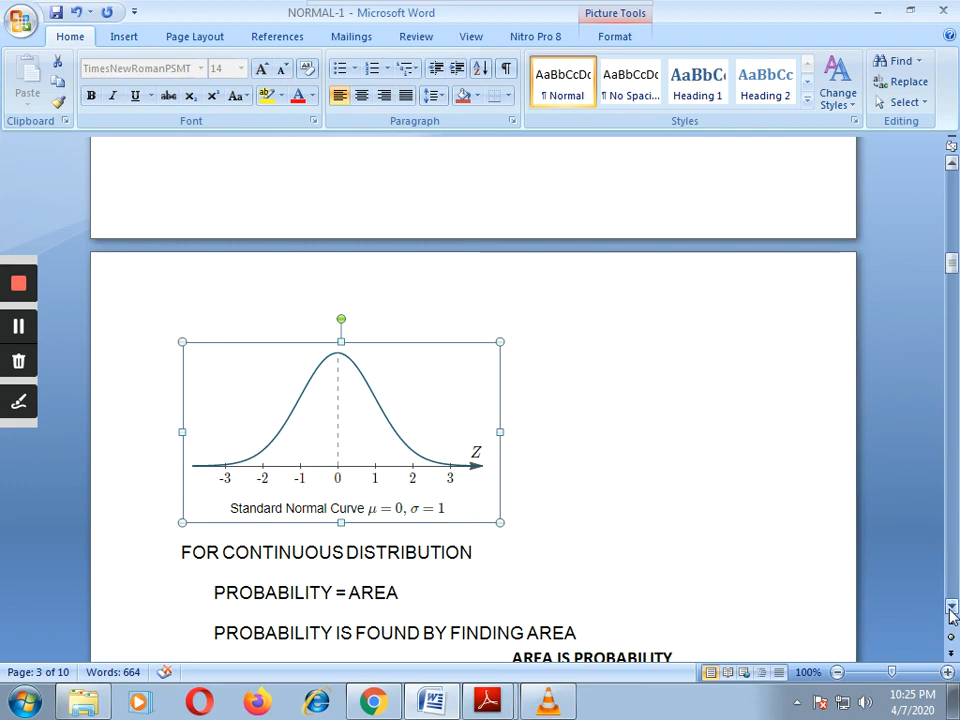 NORMAL-1 - Microsoft Word
Picture Tools
Home Insert Page Layout References Mailings Review View Nitro Pro 8 Format
Paste
TimesNewRomanPSMT 14
B I U abc X₂ X² Aa A
AaBbCcDc AaBbCcDc AaBbC AaBbCc
¶ Normal ¶ No Spaci... Heading 1 Heading 2
Change Styles
Find
Replace
Select
Clipboard Font Paragraph Styles Editing
Z
-3 -2 -1 0 1 2 3
Standard Normal Curve μ = 0, σ = 1
FOR CONTINUOUS DISTRIBUTION
PROBABILITY = AREA
PROBABILITY IS FOUND BY FINDING AREA
AREA IS PROBABILITY
Page: 3 of 10 Words: 664 100%
10:25 PM
4/7/2020